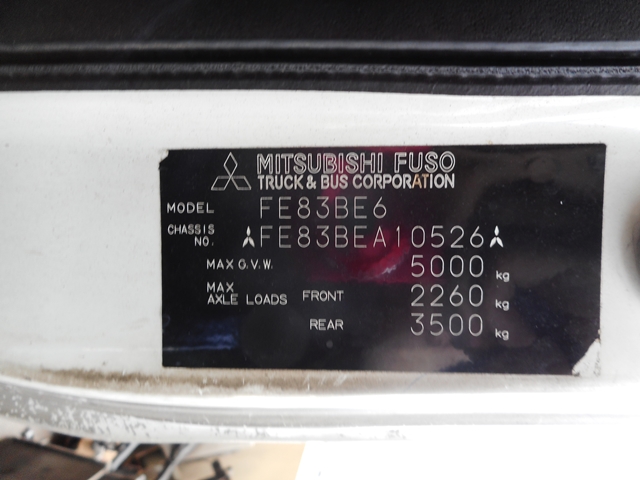 MITSUBISHI FUSO
TRUCK & BUS CORPORATION
MODEL FE83BE6
CHASSIS NO. FE83BEA10526
MAX G.V.W. 5000 kg
MAX AXLE LOADS FRONT 2260 kg
REAR 3500 kg